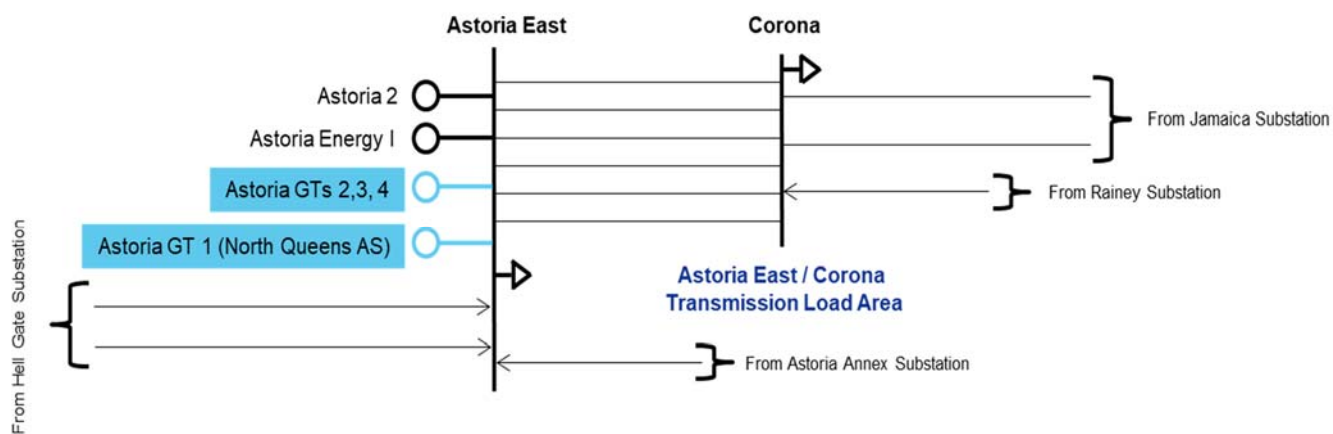 Astoria East
Corona
Astoria 2
Astoria Energy I
From Jamaica Substation
Astoria GTs 2,3, 4
From Rainey Substation
Astoria GT 1 (North Queens AS)
Astoria East / Corona
Transmission Load Area
From Hell Gate Substation
From Astoria Annex Substation